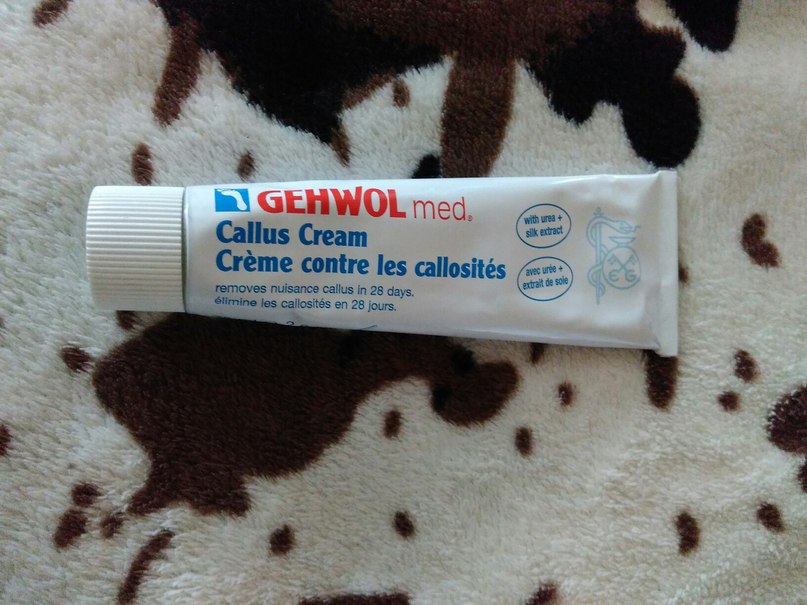 GEHWOL med®
Callus Cream
Crème contre les callosités
removes nuisance callus in 28 days.
élimine les callosités en 28 jours.
with urea +
silk extract
avec urée +
extrait de soie